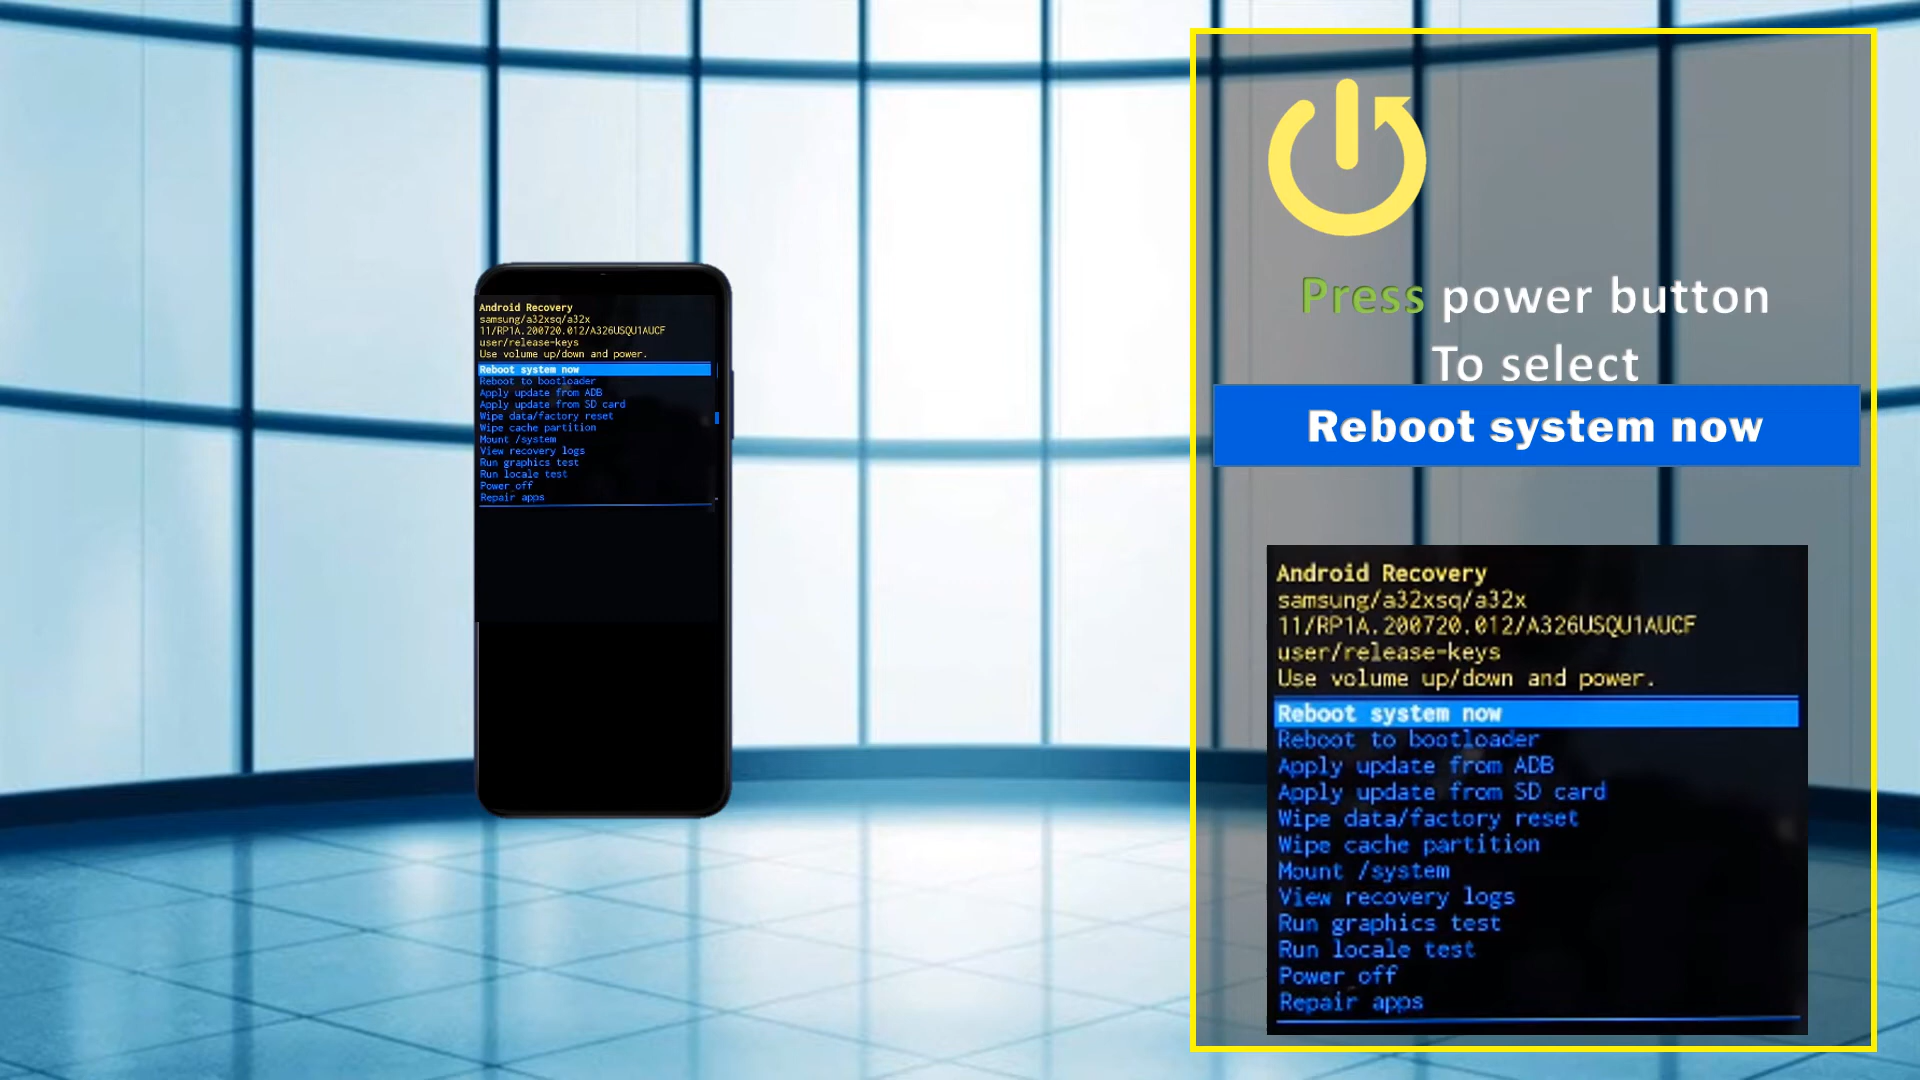 Android Recovery
samsung/a32xsq/a32x
11/RP1A.200720.012/A326USQU1AUCF
user/release-keys
Use volume up/down and power.
Reboot system now
Reboot to bootloader
Apply update from ADB
Apply update from SD card
Wipe data/factory reset
Wipe cache partition
Mount /system
View recovery logs
Run graphics test
Run locale test
Power off
Repair apps
Press power button
To select
Reboot system now
Android Recovery
samsung/a32xsq/a32x
11/RP1A.200720.012/A326USQU1AUCF
user/release-keys
Use volume up/down and power.
Reboot system now
Reboot to bootloader
Apply update from ADB
Apply update from SD card
Wipe data/factory reset
Wipe cache partition
Mount /system
View recovery logs
Run graphics test
Run locale test
Power off
Repair apps